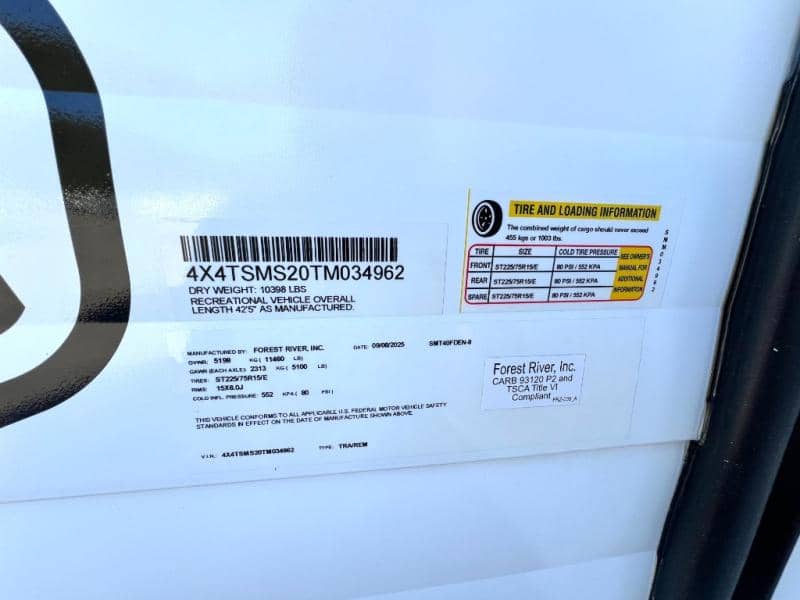 4X4TSMS20TM034962
DRY WEIGHT: 10398 LBS
RECREATIONAL VEHICLE OVERALL
LENGTH 42'5" AS MANUFACTURED.
TIRE AND LOADING INFORMATION
The combined weight of cargo should never exceed
455 kgs or 1003 lbs.
TIRE SIZE COLD TIRE PRESSURE
FRONT ST225/75R15/E 80 PSI / 552 KPA
REAR ST225/75R15/E 80 PSI / 552 KPA
SPARE ST225/75R15/E 80 PSI / 552 KPA
SEE OWNER'S
MANUAL FOR
ADDITIONAL
INFORMATION
SMM034962
MANUFACTURED BY: FOREST RIVER, INC. DATE: 09/08/2025 SMT40FDEN-8
GVWR: 5198 KG ( 11460 LB)
GAWR (EACH AXLE) 2313 KG ( 5100 LB)
TIRES: ST225/75R15/E
RIMS: 15X6.0J
COLD INFL. PRESSURE: 552 KPA ( 80 PSI )
THIS VEHICLE CONFORMS TO ALL APPLICABLE U.S. FEDERAL MOTOR VEHICLE SAFETY
STANDARDS IN EFFECT ON THE DATE OF MANUFACTURE SHOWN ABOVE.
V.I.N.: 4X4TSMS20TM034962 TYPE: TRA/REM
Forest River, Inc.
CARB 93120 P2 and
TSCA Title VI
Compliant